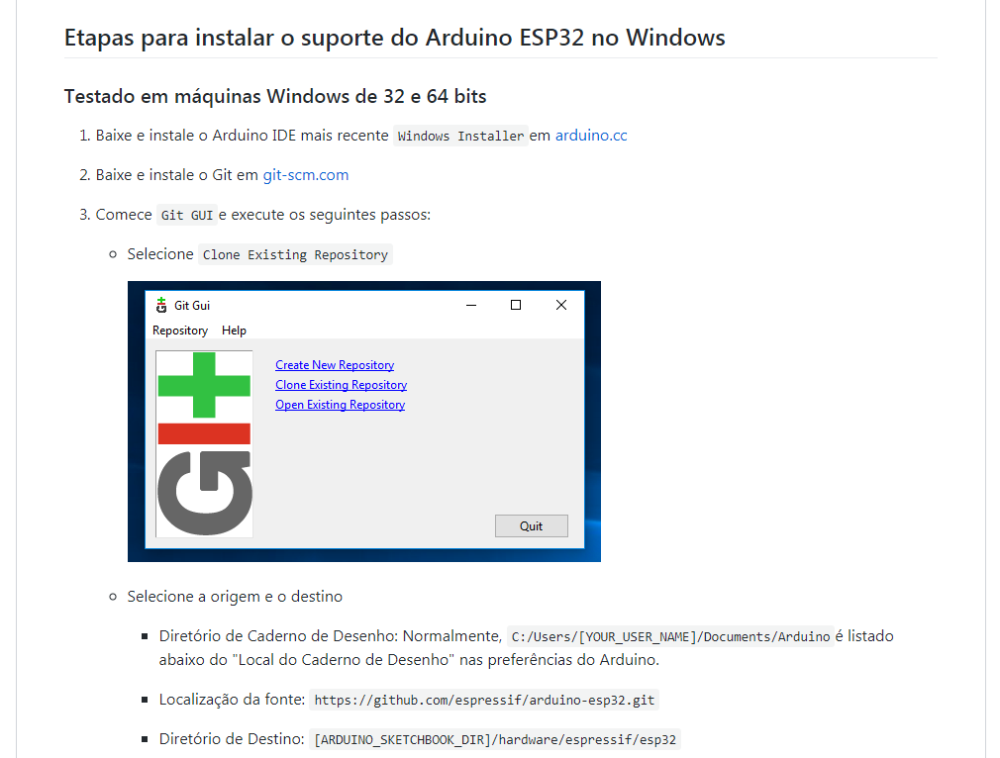 Etapas para instalar o suporte do Arduino ESP32 no Windows
Testado em máquinas Windows de 32 e 64 bits
1. Baixe e instale o Arduino IDE mais recente Windows Installer em arduino.cc
2. Baixe e instale o Git em git-scm.com
3. Comece Git GUI e execute os seguintes passos:
Selecione Clone Existing Repository
Git Gui
Repository Help
Create New Repository
Clone Existing Repository
Open Existing Repository
GIT
Quit
Selecione a origem e o destino
Diretório de Caderno de Desenho: Normalmente, C:/Users/[YOUR_USER_NAME]/Documents/Arduino é listado
abaixo do "Local do Caderno de Desenho" nas preferências do Arduino.
Localização da fonte: https://github.com/espressif/arduino-esp32.git
Diretório de Destino: [ARDUINO_SKETCHBOOK_DIR]/hardware/espressif/esp32